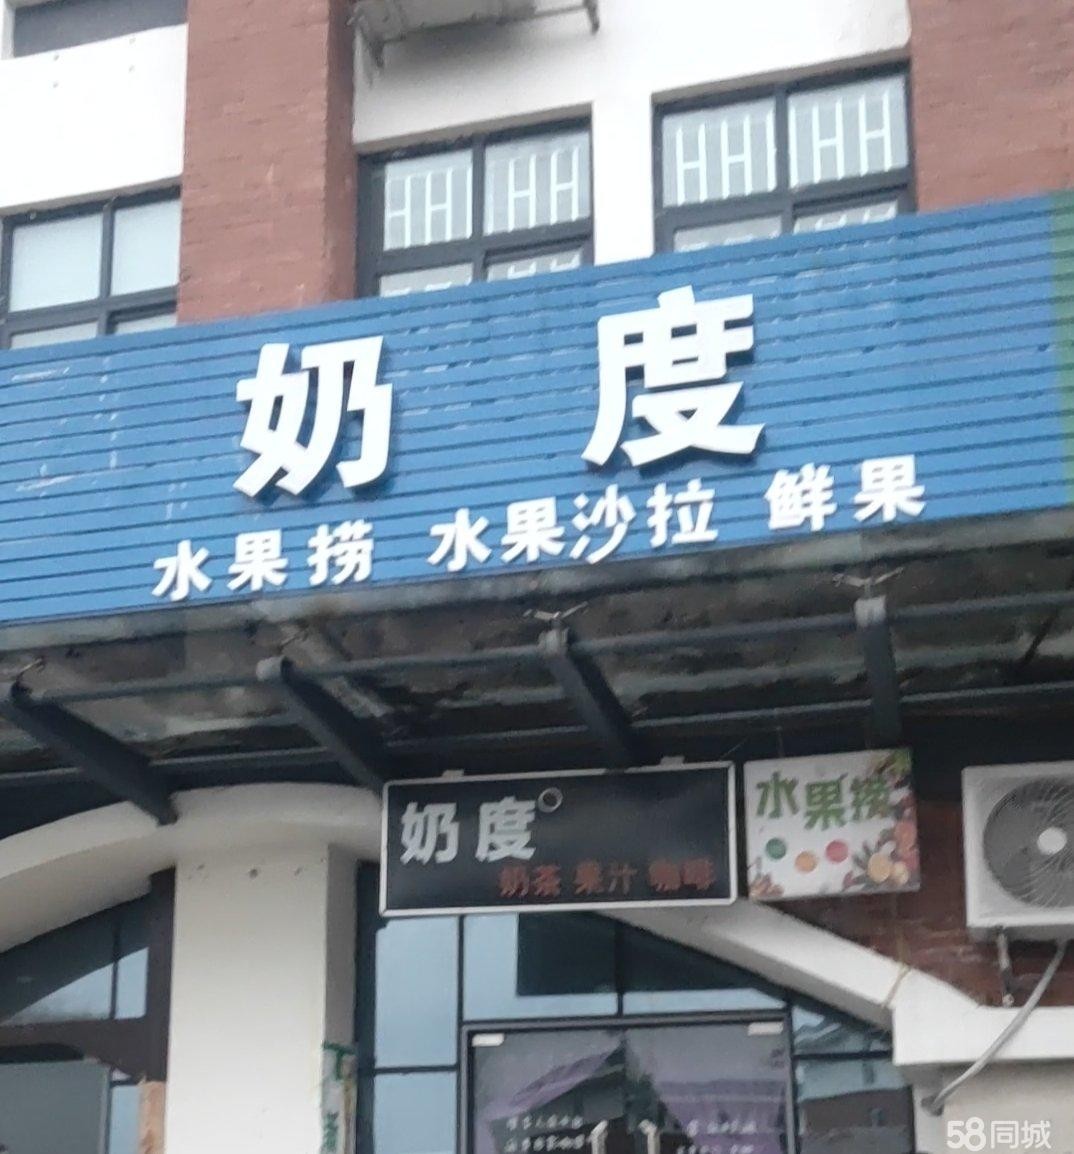 奶度
水果捞 水果沙拉 鲜果
奶度
奶茶 果汁 咖啡
水果捞
58同城